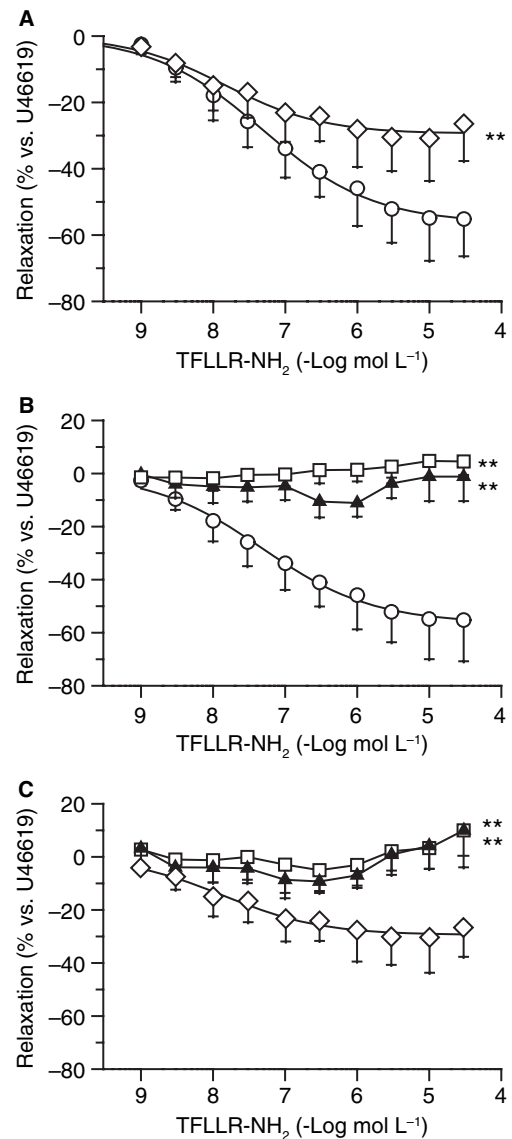 A
Relaxation (% vs. U46619)
0
−20
−40
−60
−80
**
9 8 7 6 5 4
TFLLR-NH₂ (-Log mol L⁻¹)
B
Relaxation (% vs. U46619)
20
0
−20
−40
−60
−80
**
**
9 8 7 6 5 4
TFLLR-NH₂ (-Log mol L⁻¹)
C
Relaxation (% vs. U46619)
20
0
−20
−40
−60
−80
**
**
9 8 7 6 5 4
TFLLR-NH₂ (-Log mol L⁻¹)